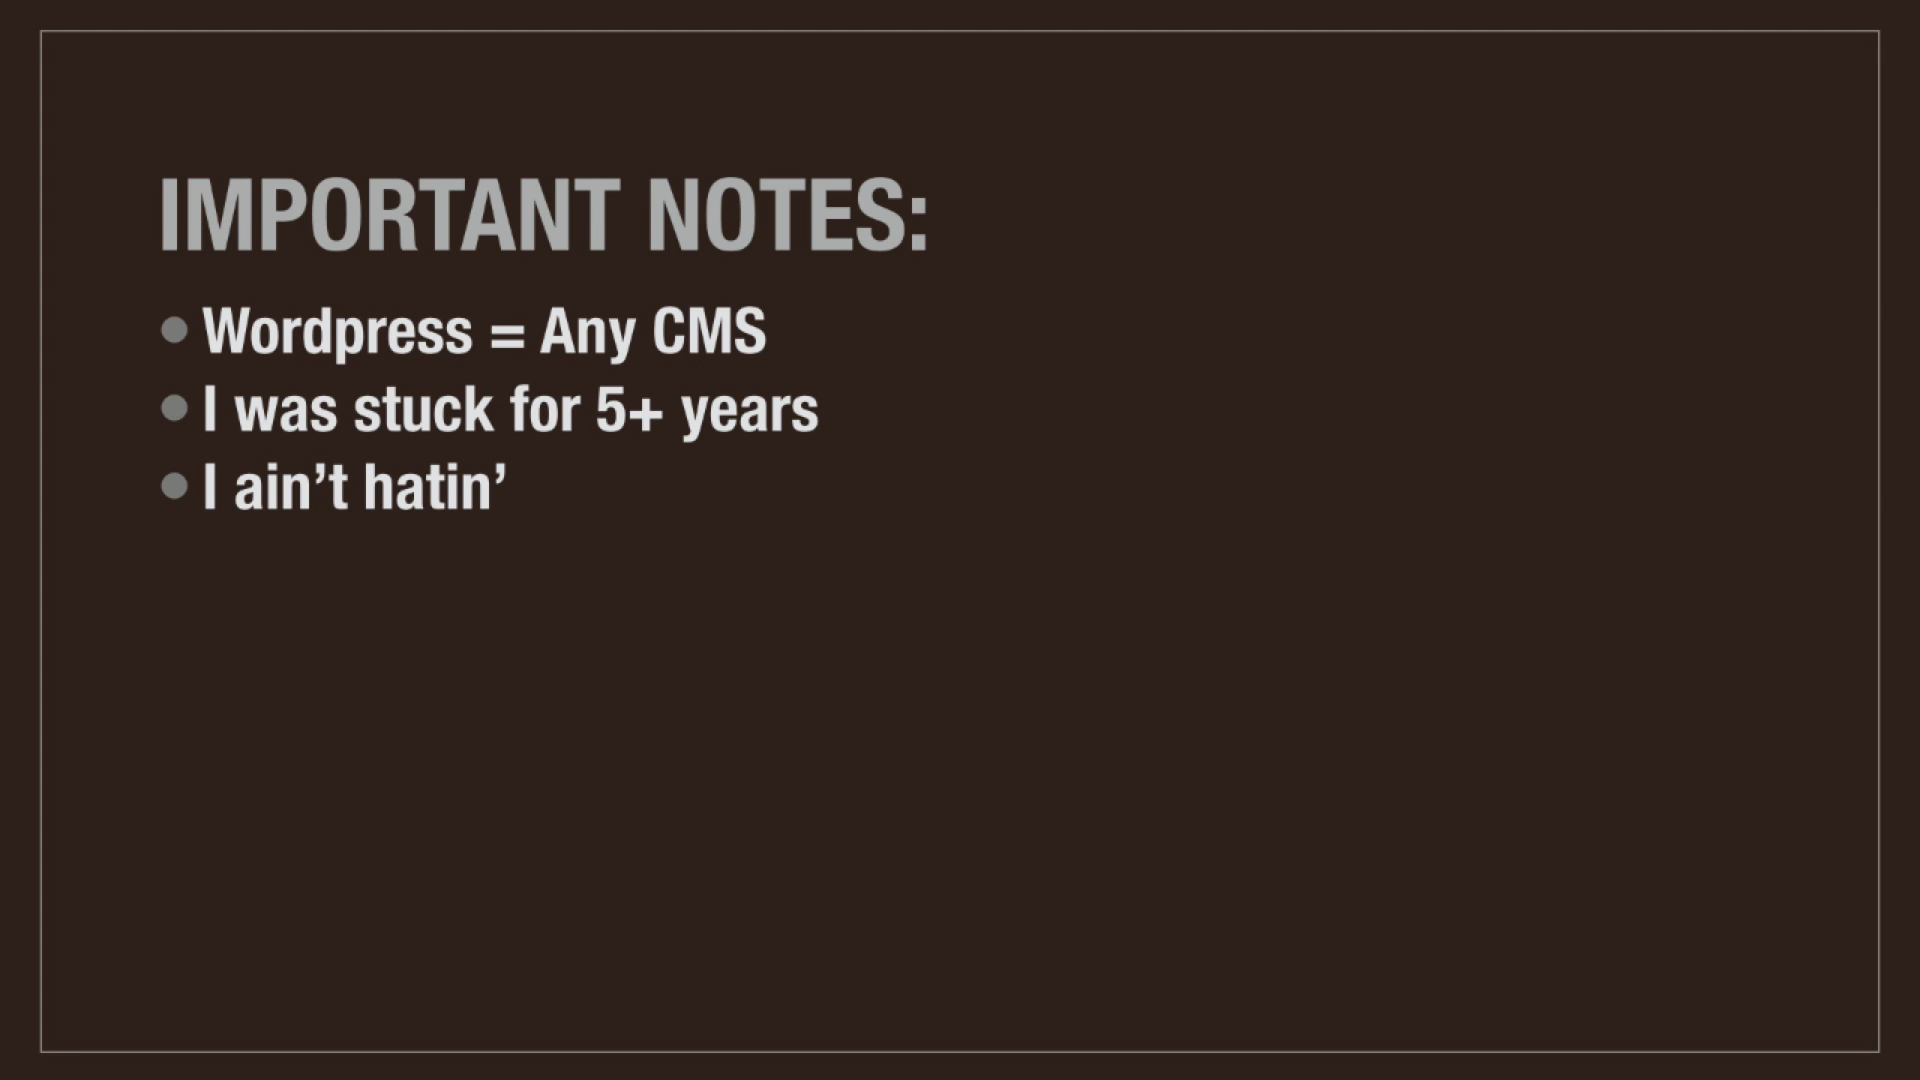 IMPORTANT NOTES:
• Wordpress = Any CMS
• I was stuck for 5+ years
• I ain’t hatin’